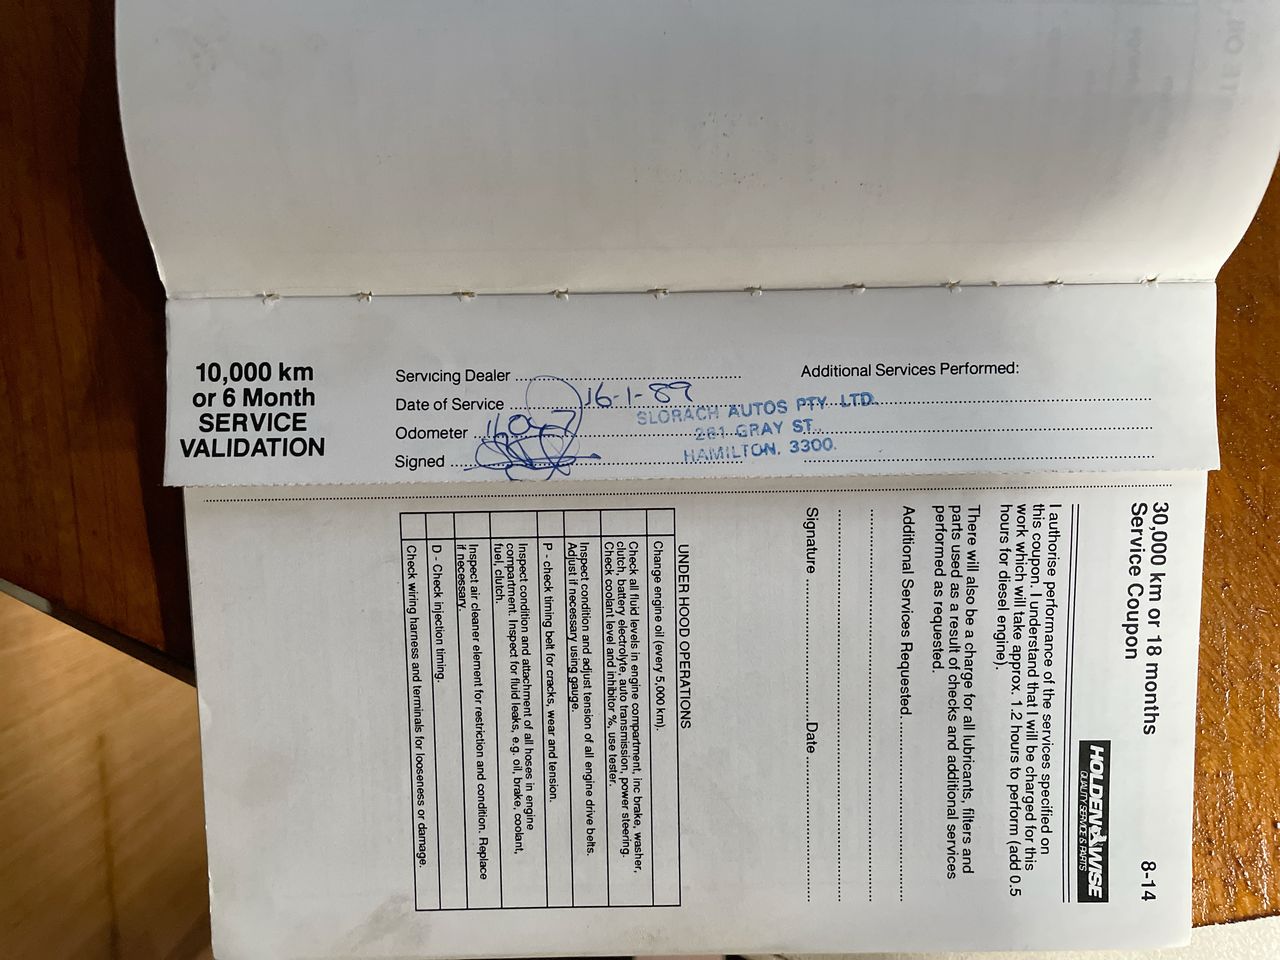 10,000 km
or 6 Month
SERVICE
VALIDATION
Servicing Dealer
Date of Service 16-1-89
Odometer
Signed
Additional Services Performed:
SLORACH AUTOS PTY. LTD.
261 GRAY ST.
HAMILTON. 3300.
30,000 km or 18 months
Service Coupon
8-14
HOLDEN WISE
QUALITY SERVICE & PARTS
I authorise performance of the services specified on
this coupon. I understand that I will be charged for this
work which will take approx. 1.2 hours to perform (add 0.5
hours for diesel engine).
There will also be a charge for all lubricants, filters and
parts used as a result of checks and additional services
performed as requested.
Additional Services Requested
Signature Date
UNDER HOOD OPERATIONS
Change engine oil (every 5,000 km).
Check all fluid levels in engine compartment, inc brake, washer,
clutch, battery electrolyte, auto transmission, power steering.
Check coolant level and inhibitor %, use tester.
Inspect condition and adjust tension of all engine drive belts.
Adjust if necessary using gauge.
P - check timing belt for cracks, wear and tension.
Inspect condition and attachment of all hoses in engine
compartment. Inspect for fluid leaks, e.g. oil, brake, coolant,
fuel, clutch.
Inspect air cleaner element for restriction and condition. Replace
if necessary.
D - Check injection timing.
Check wiring harness and terminals for looseness or damage.